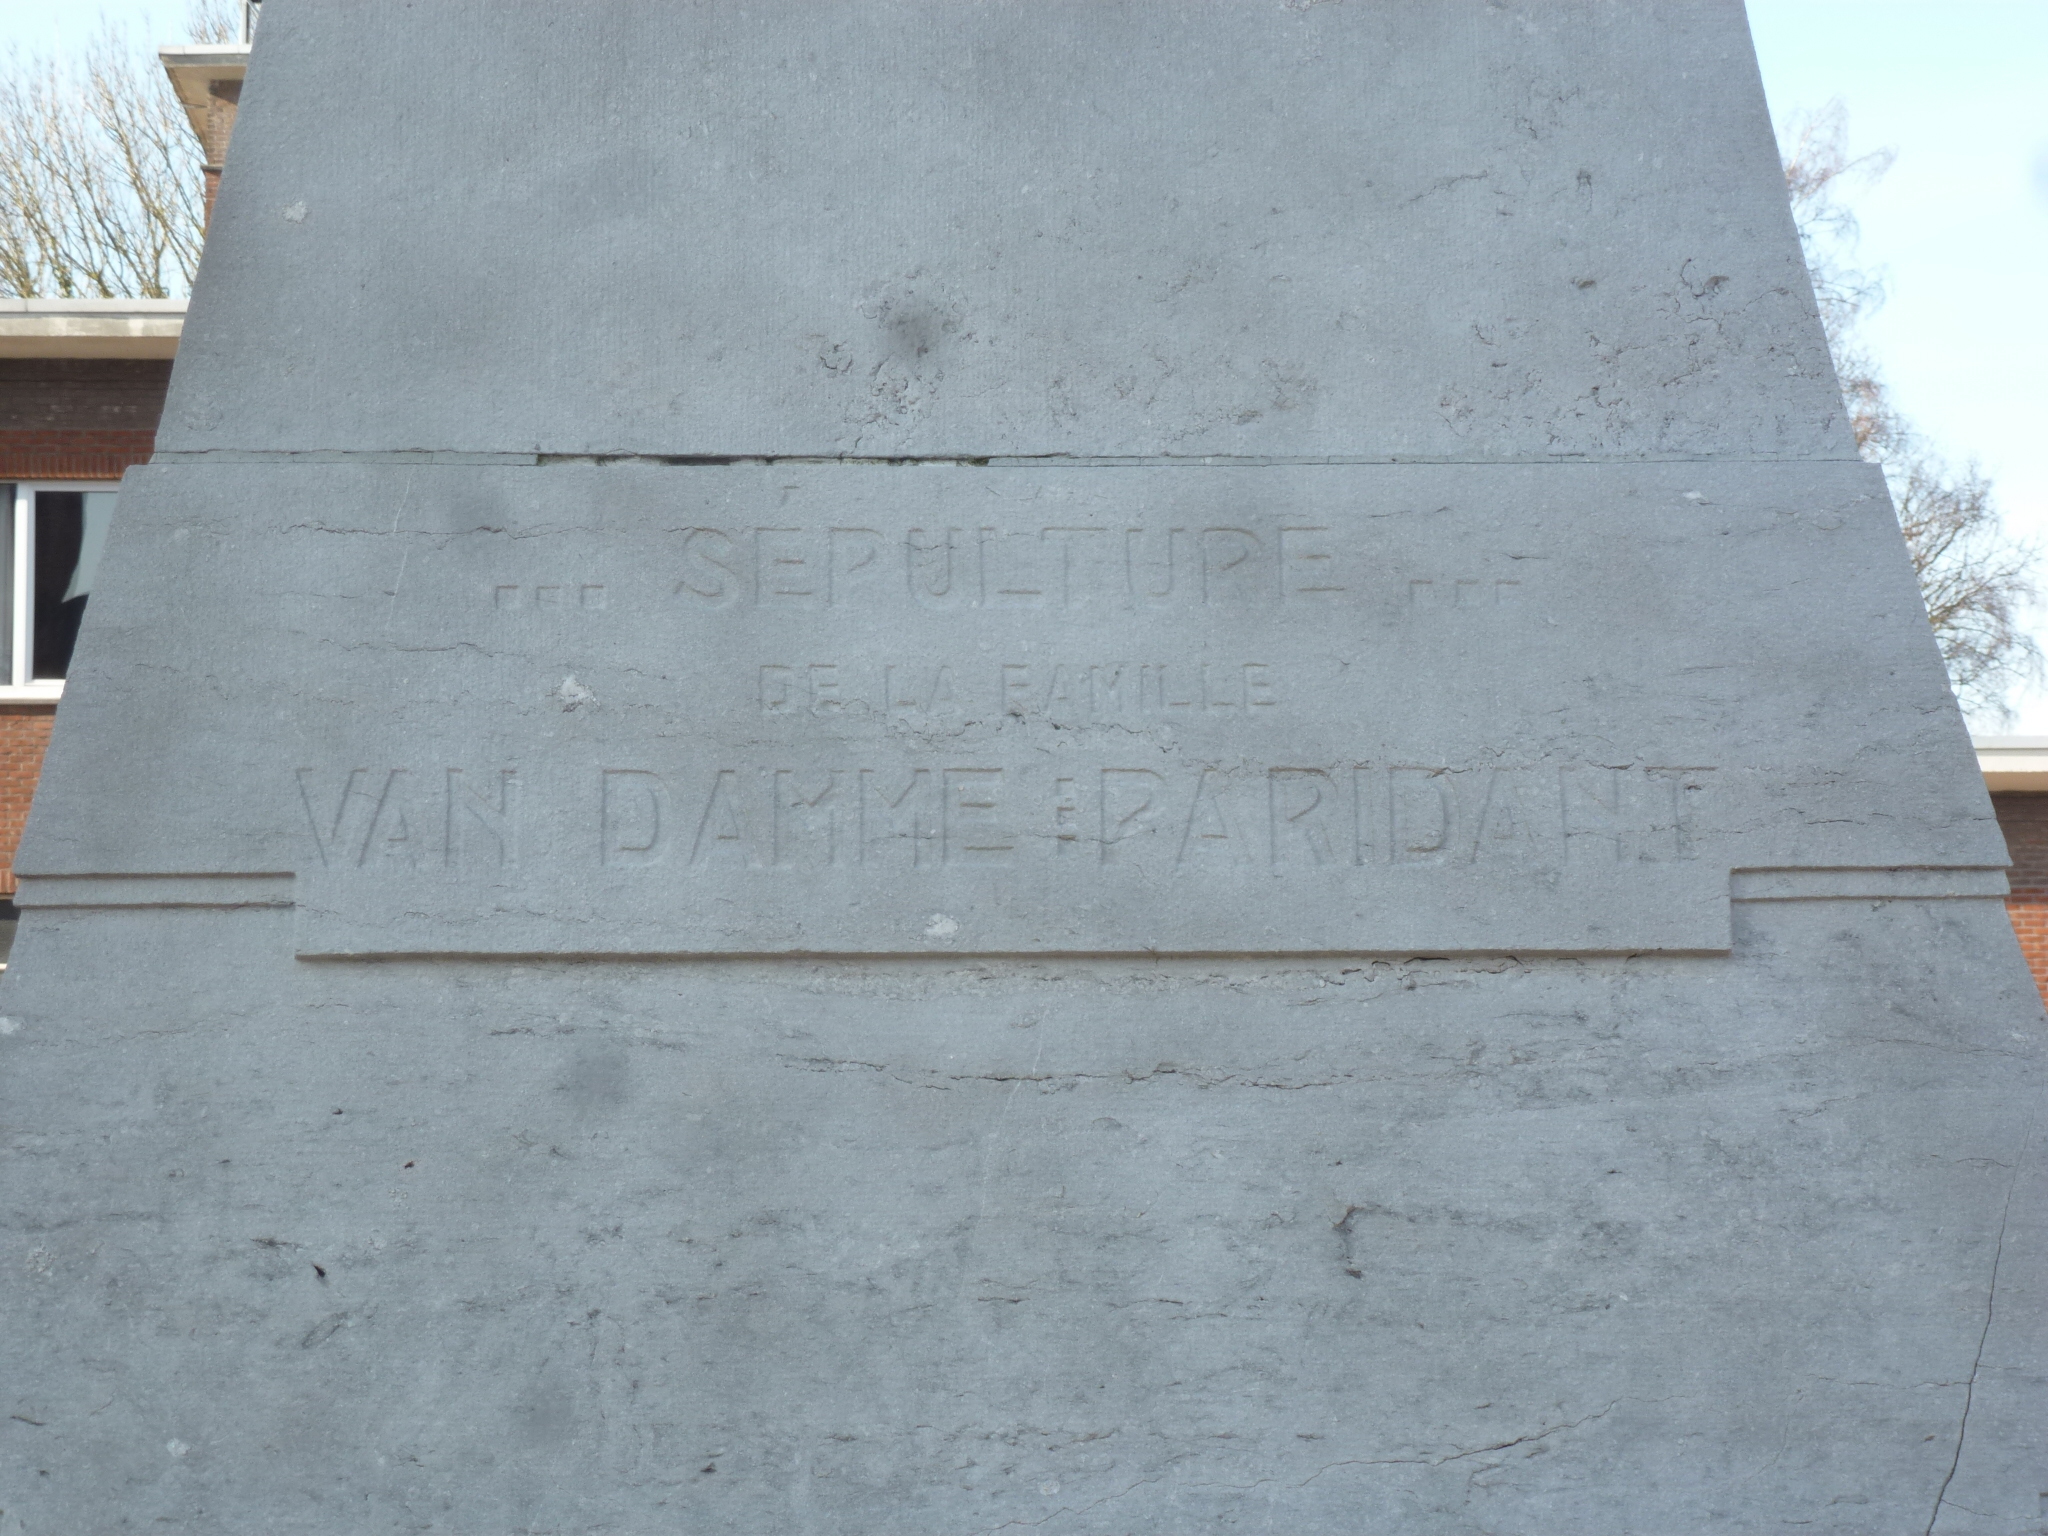 ... SÉPULTURE ...
DE LA FAMILLE
VAN DAMME : PARIDANT